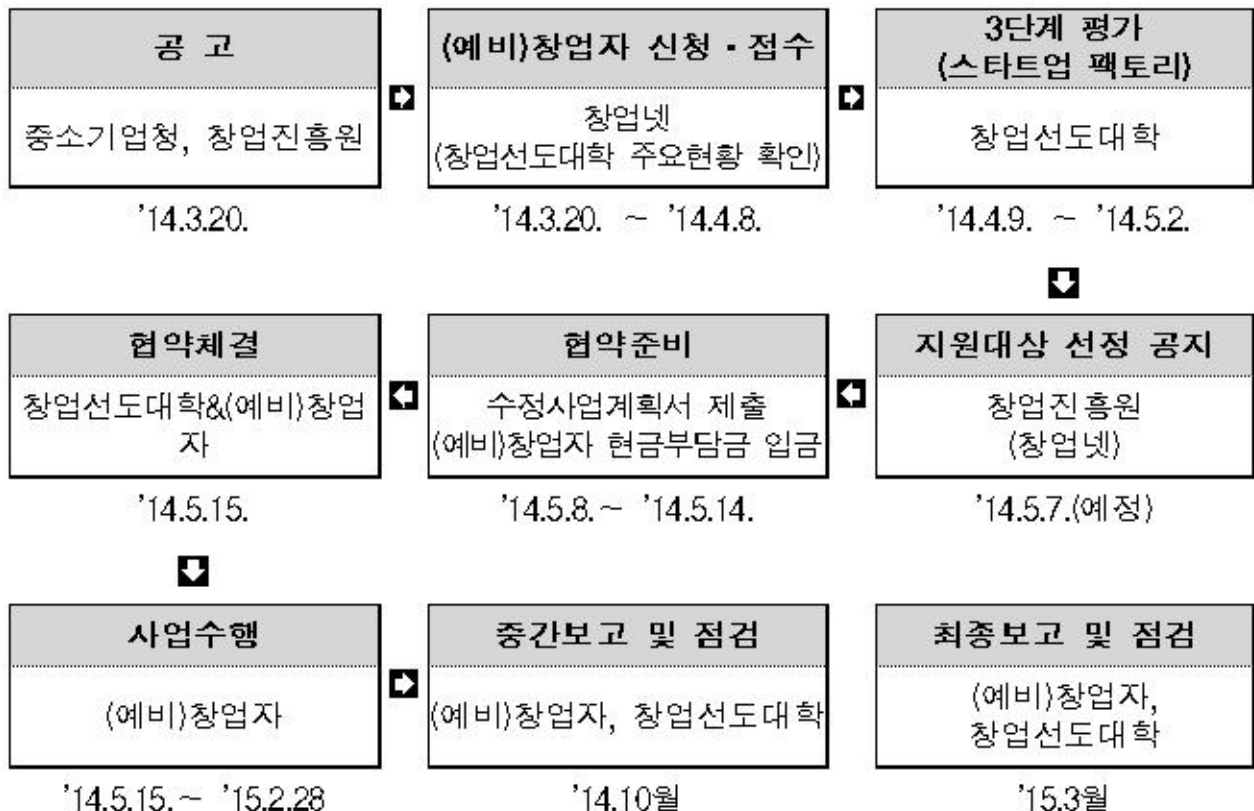 공 고
중소기업청, 창업진흥원
'14.3.20.
(예비)창업자 신청·접수
창업넷
(창업선도대학 주요현황 확인)
'14.3.20. ~ '14.4.8.
3단계 평가
(스타트업 팩토리)
창업선도대학
'14.4.9. ~ '14.5.2.
지원대상 선정 공지
창업진흥원
(창업넷)
'14.5.7.(예정)
협약준비
수정사업계획서 제출
(예비)창업자 현금부담금 입금
'14.5.8.~ '14.5.14.
협약체결
창업선도대학&(예비)창업
자
'14.5.15.
사업수행
(예비)창업자
'14.5.15.~ '15.2.28
중간보고 및 점검
(예비)창업자, 창업선도대학
'14.10월
최종보고 및 점검
(예비)창업자,
창업선도대학
'15.3월